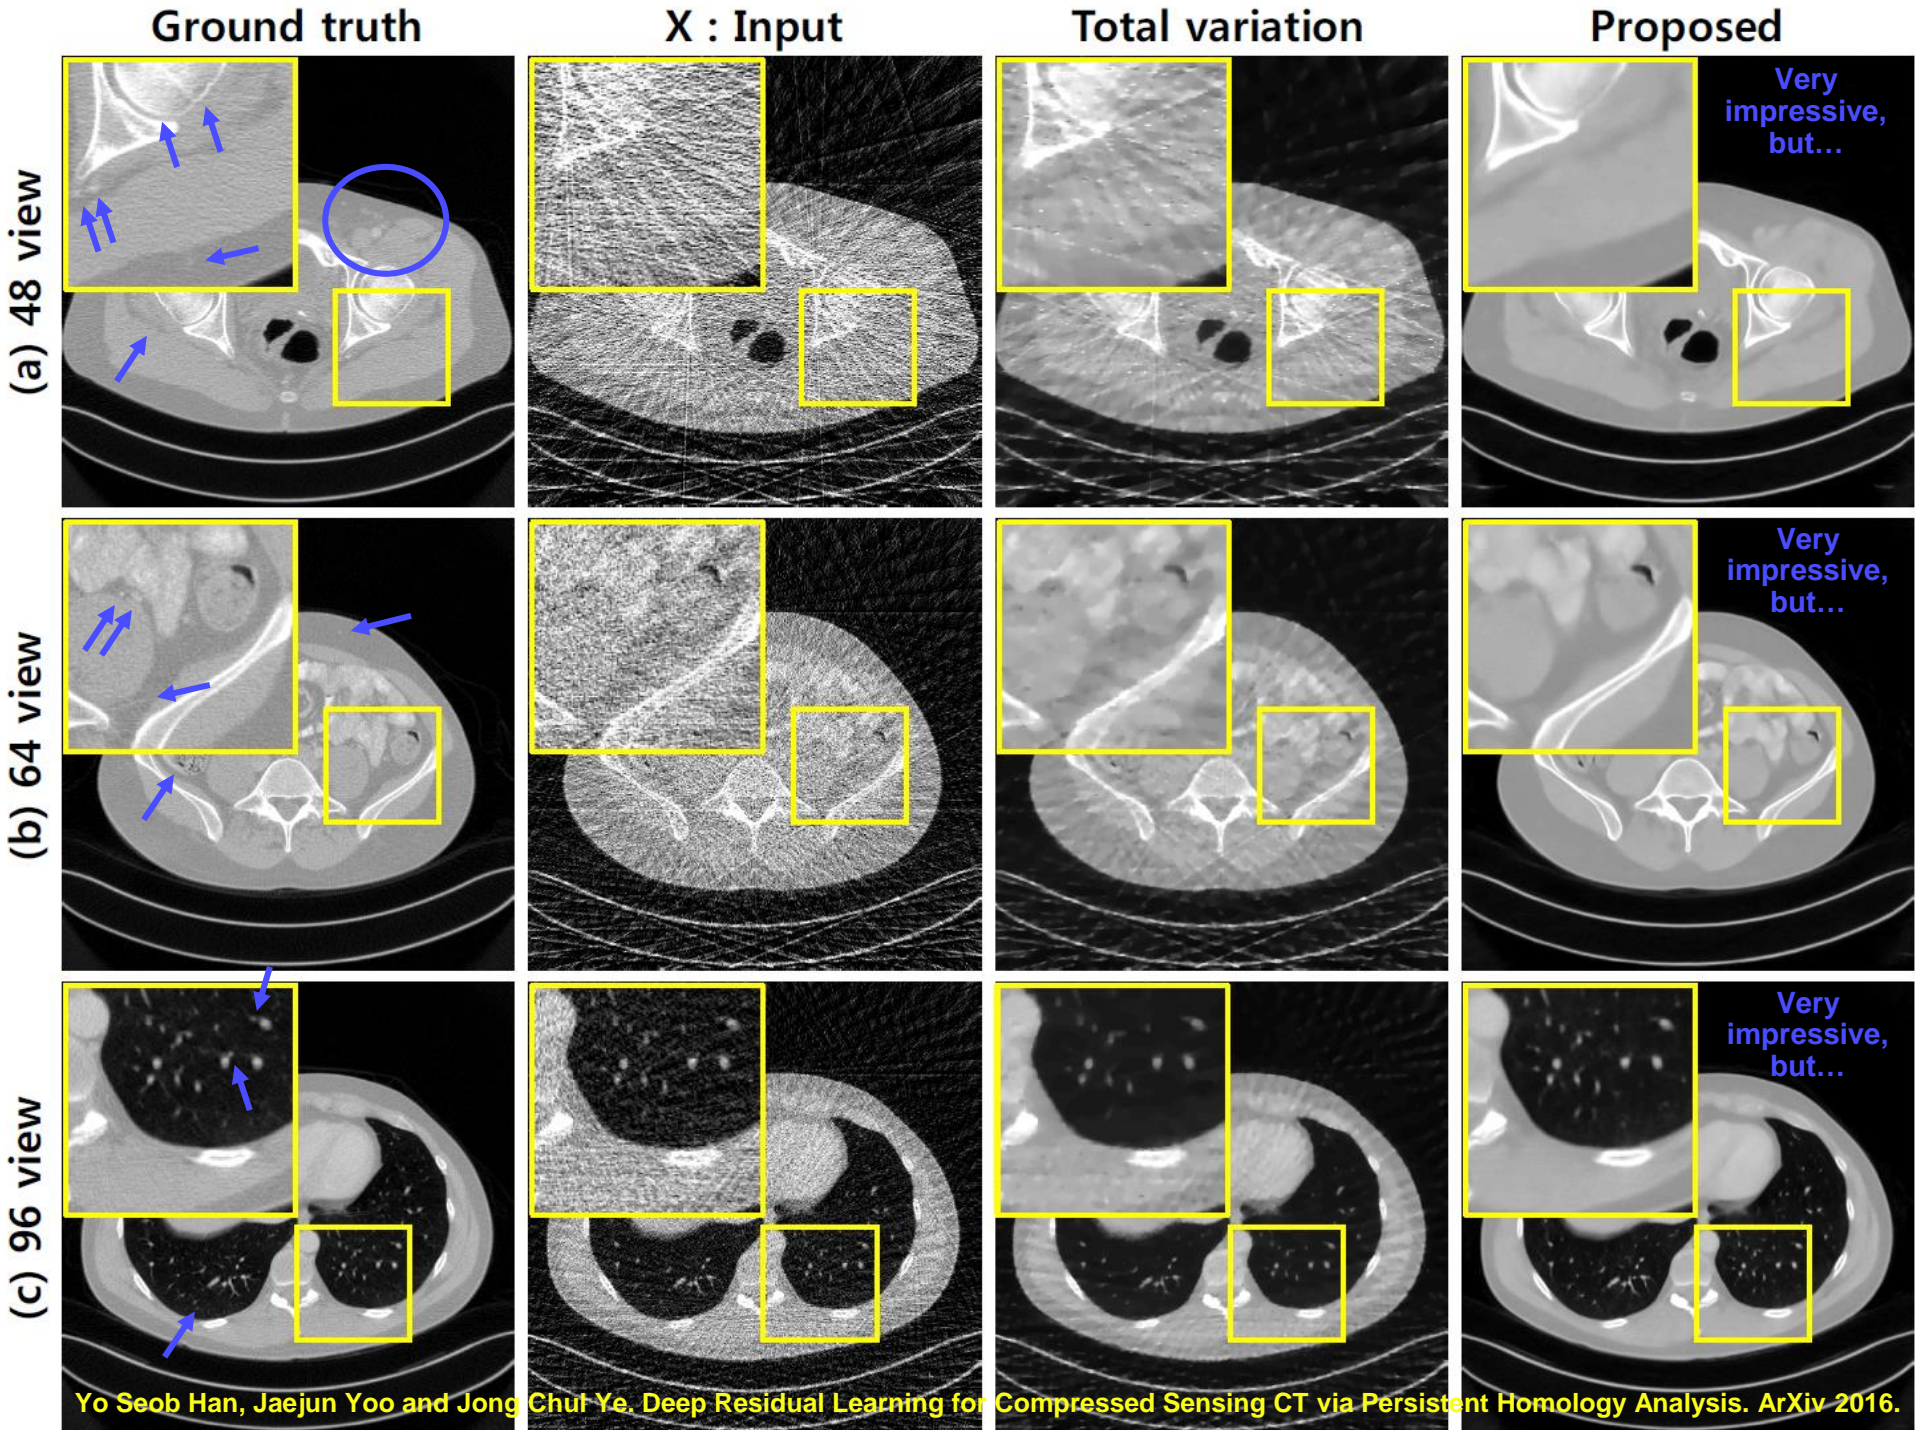 Ground truth
X : Input
Total variation
Proposed
(a) 48 view
Very
impressive,
but…
(b) 64 view
Very
impressive,
but…
(c) 96 view
Very
impressive,
but…
Yo Seob Han, Jaejun Yoo and Jong Chul Ye. Deep Residual Learning for Compressed Sensing CT via Persistent Homology Analysis. ArXiv 2016.